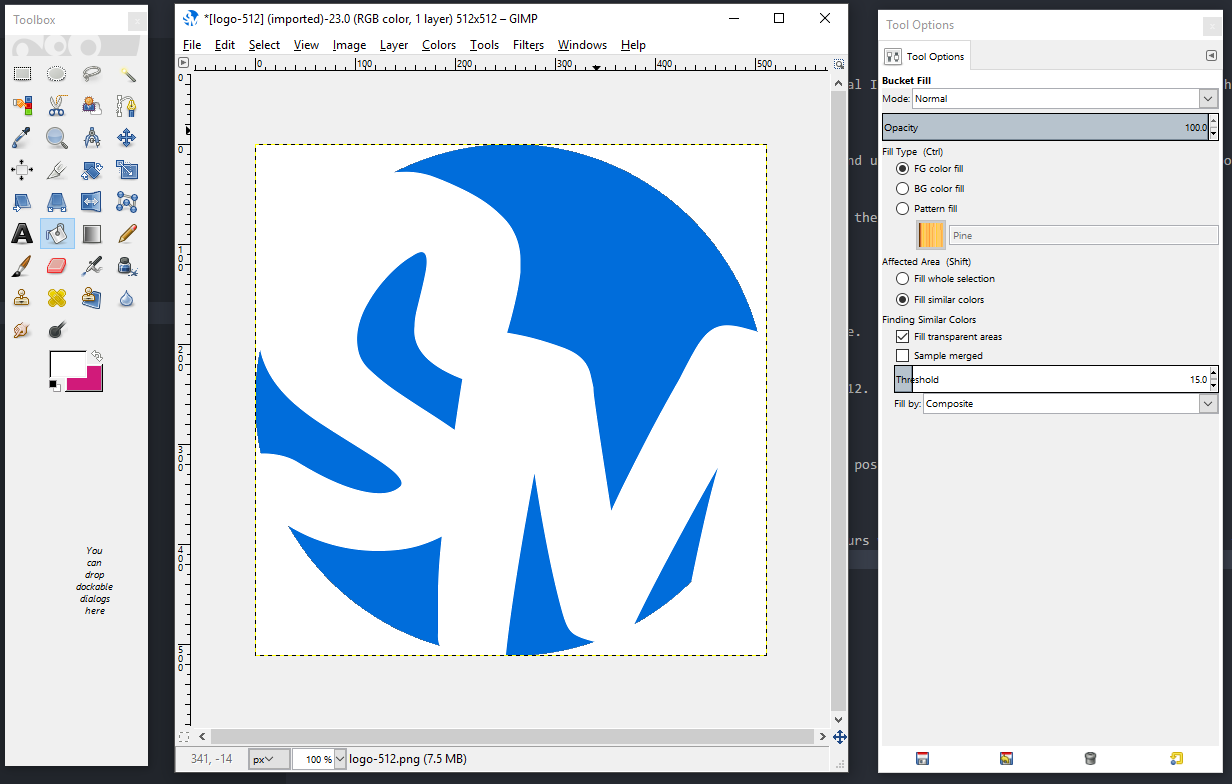 Toolbox
You
can
drop
dockable
dialogs
here
*[logo-512] (imported)-23.0 (RGB color, 1 layer) 512x512 – GIMP
File Edit Select View Image Layer Colors Tools Filters Windows Help
0 100 200 300 400 500
0
0
100
200
300
400
500
SM
341, -14 px 100 % logo-512.png (7.5 MB)
al I
nd u
the
e.
12.
pos
urs
Tool Options
Tool Options
Bucket Fill
Mode: Normal
Opacity 100.0
Fill Type (Ctrl)
FG color fill
BG color fill
Pattern fill
Pine
Affected Area (Shift)
Fill whole selection
Fill similar colors
Finding Similar Colors
Fill transparent areas
Sample merged
Threshold 15.0
Fill by: Composite